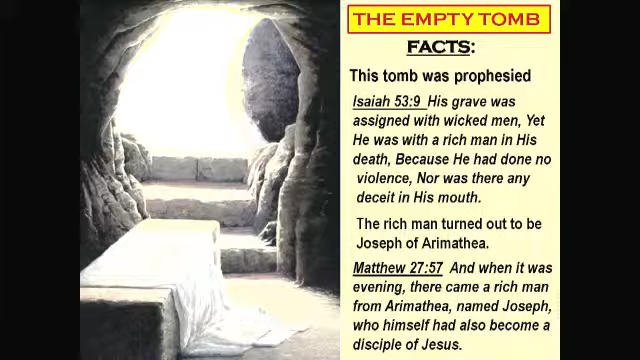 THE EMPTY TOMB
FACTS:
This tomb was prophesied
Isaiah 53:9 His grave was
assigned with wicked men, Yet
He was with a rich man in His
death, Because He had done no
violence, Nor was there any
deceit in His mouth.
The rich man turned out to be
Joseph of Arimathea.
Matthew 27:57 And when it was
evening, there came a rich man
from Arimathea, named Joseph,
who himself had also become a
disciple of Jesus.